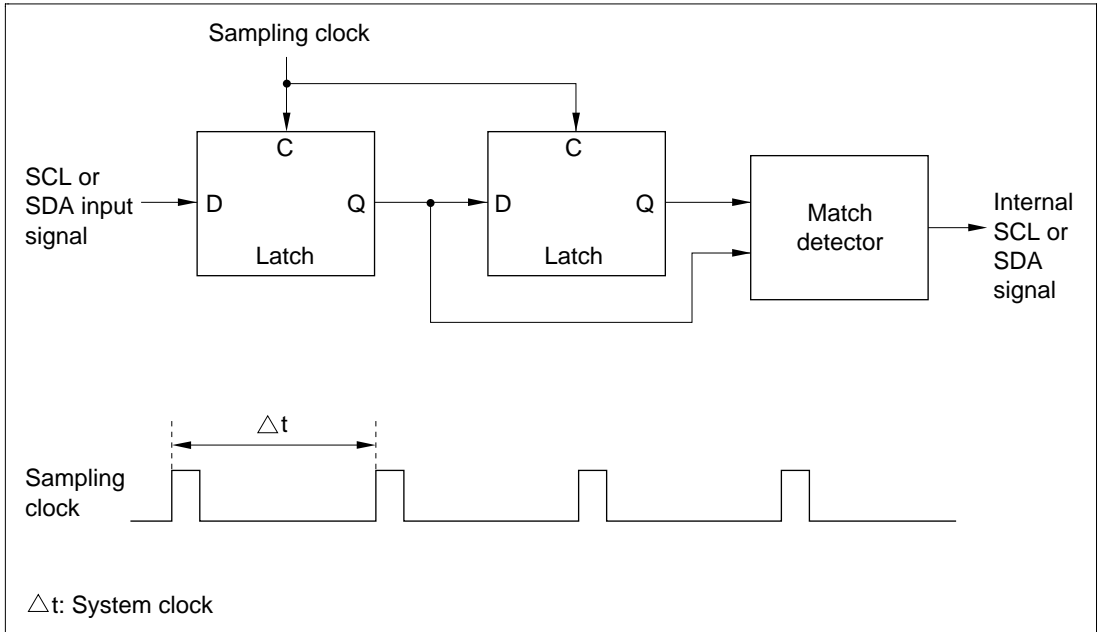 Sampling clock
SCL or
SDA input
signal
C
D
Q
Latch
C
D
Q
Latch
Match
detector
Internal
SCL or
SDA
signal
△t
Sampling
clock
△t: System clock